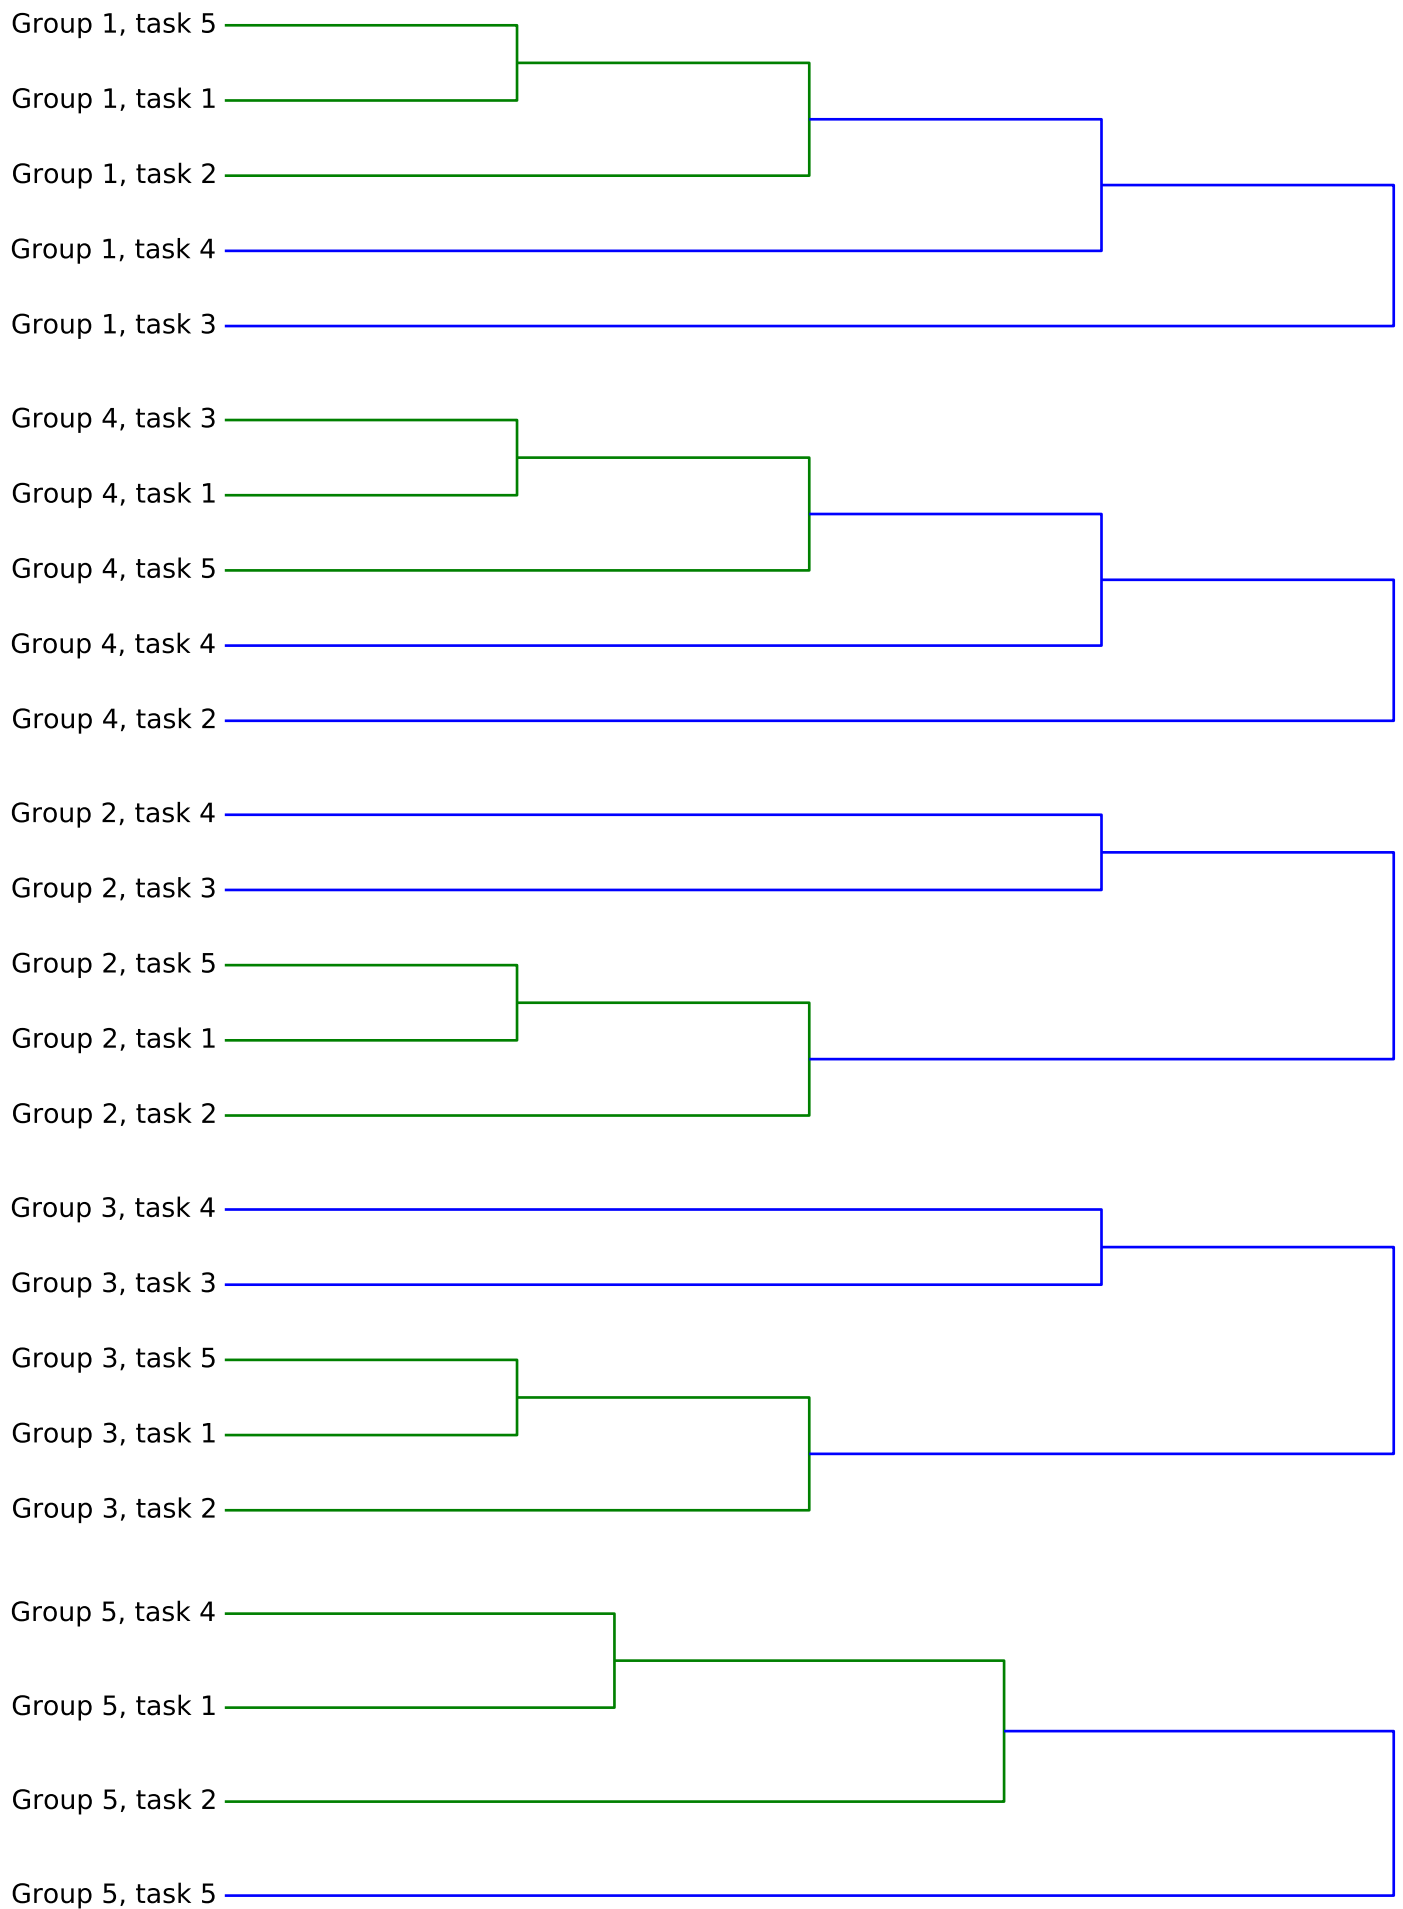 Group 1, task 5
Group 1, task 1
Group 1, task 2
Group 1, task 4
Group 1, task 3
Group 4, task 3
Group 4, task 1
Group 4, task 5
Group 4, task 4
Group 4, task 2
Group 2, task 4
Group 2, task 3
Group 2, task 5
Group 2, task 1
Group 2, task 2
Group 3, task 4
Group 3, task 3
Group 3, task 5
Group 3, task 1
Group 3, task 2
Group 5, task 4
Group 5, task 1
Group 5, task 2
Group 5, task 5